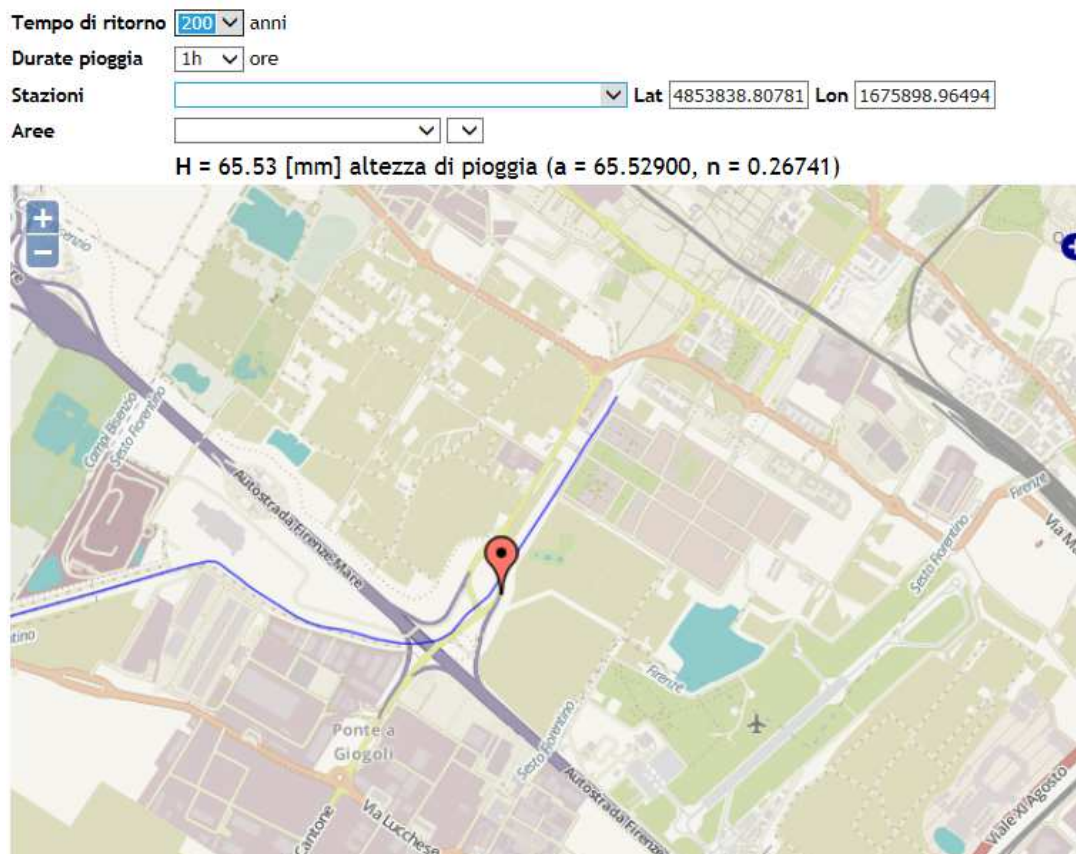 Tempo di ritorno 200 anni
Durate pioggia 1h ore
Stazioni Lat 4853838.80781 Lon 1675898.96494
Aree
H = 65.53 [mm] altezza di pioggia (a = 65.52900, n = 0.26741)
+
−
Mare
Campi Bisenzio
Sesto Fiorentino
Autostrada Firenze-Mare
Firenze
Sesto Fiorentino
Firenze
Sesto Fiorentino
Ponte a
Giogoli
Autostrada Firenze
Via Lucchese
Cantone
Viale XI Agosto